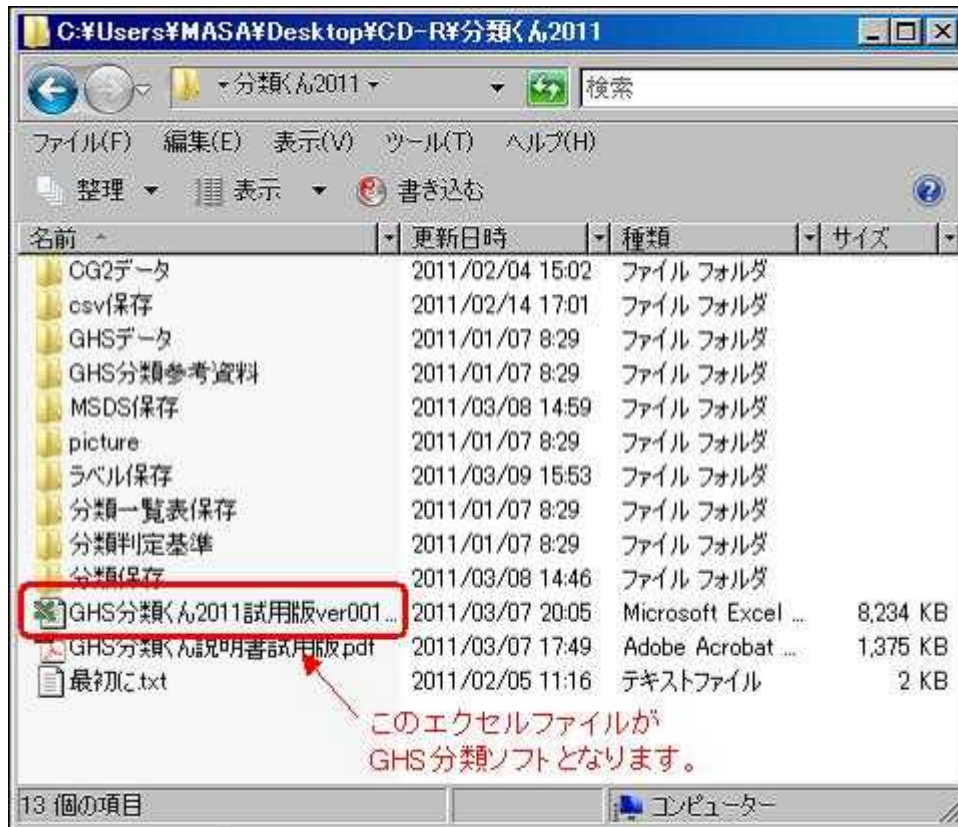 C:¥Users¥MASA¥Desktop¥CD-R¥分類くん2011
分類くん2011 検索
ファイル(F) 編集(E) 表示(V) ツール(T) ヘルプ(H)
整理 表示 書き込む
名前 更新日時 種類 サイズ
CG2データ 2011/02/04 15:02 ファイル フォルダ
csv保存 2011/02/14 17:01 ファイル フォルダ
GHSデータ 2011/01/07 8:29 ファイル フォルダ
GHS分類参考資料 2011/01/07 8:29 ファイル フォルダ
MSDS保存 2011/03/08 14:59 ファイル フォルダ
picture 2011/01/07 8:29 ファイル フォルダ
ラベル保存 2011/03/09 15:53 ファイル フォルダ
分類一覧表保存 2011/01/07 8:29 ファイル フォルダ
分類判定基準 2011/01/07 8:29 ファイル フォルダ
分類保存 2011/03/08 14:46 ファイル フォルダ
GHS分類くん2011試用版ver001... 2011/03/07 20:05 Microsoft Excel ... 8,234 KB
GHS分類くん説明書試用版.pdf 2011/03/07 17:49 Adobe Acrobat ... 1,375 KB
最初に.txt 2011/02/05 11:16 テキストファイル 2 KB
このエクセルファイルが
GHS分類ソフトとなります。
13 個の項目 コンピューター